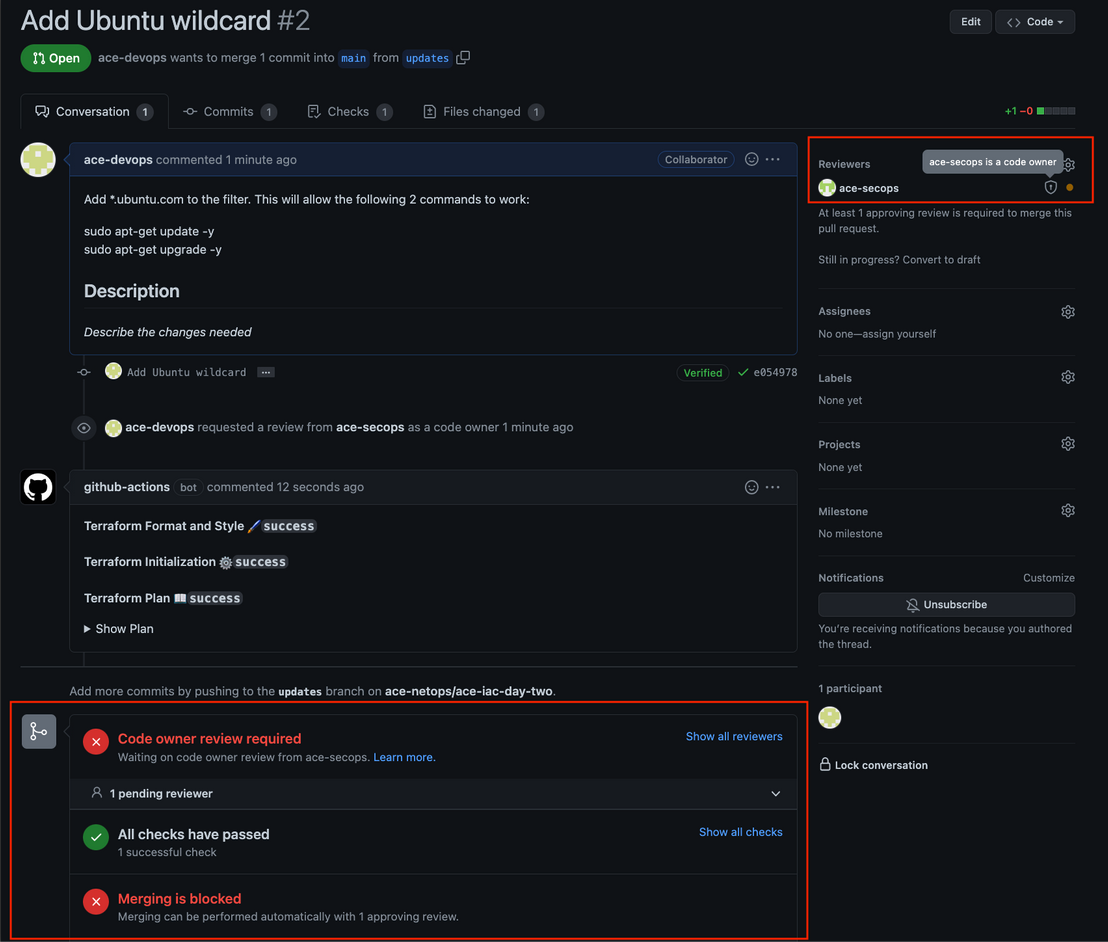 Add Ubuntu wildcard #2
Edit
Code
Open
ace-devops wants to merge 1 commit into main from updates
Conversation 1
Commits 1
Checks 1
Files changed 1
+1 −0
ace-devops commented 1 minute ago
Collaborator
Add *.ubuntu.com to the filter. This will allow the following 2 commands to work:
sudo apt-get update -y
sudo apt-get upgrade -y
Description
Describe the changes needed
Add Ubuntu wildcard
Verified
e054978
ace-devops requested a review from ace-secops as a code owner 1 minute ago
github-actions bot commented 12 seconds ago
Terraform Format and Style 🖌 success
Terraform Initialization ⚙ success
Terraform Plan 📖 success
Show Plan
Add more commits by pushing to the updates branch on ace-netops/ace-iac-day-two.
Code owner review required
Waiting on code owner review from ace-secops. Learn more.
Show all reviewers
1 pending reviewer
All checks have passed
1 successful check
Show all checks
Merging is blocked
Merging can be performed automatically with 1 approving review.
Reviewers
ace-secops is a code owner
ace-secops
At least 1 approving review is required to merge this
pull request.
Still in progress? Convert to draft
Assignees
No one—assign yourself
Labels
None yet
Projects
None yet
Milestone
No milestone
Notifications
Customize
Unsubscribe
You're receiving notifications because you authored
the thread.
1 participant
Lock conversation